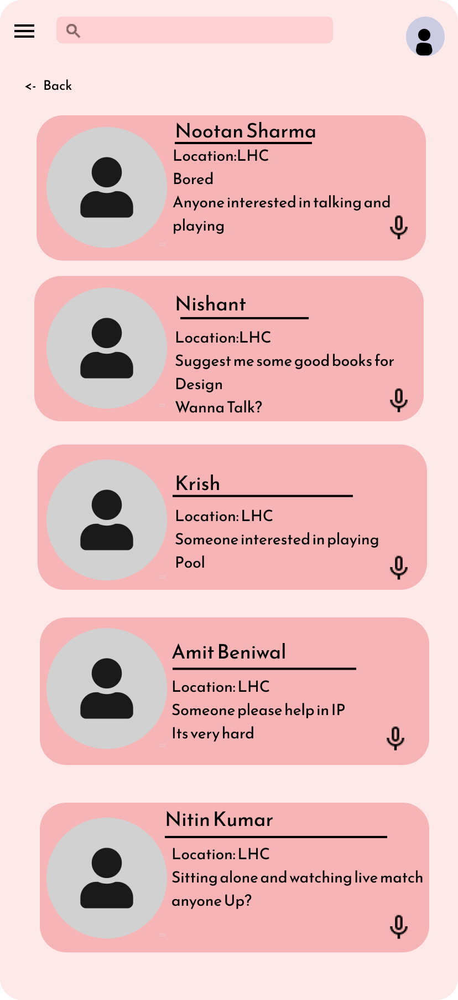 <- Back
Nootan Sharma
Location:LHC
Bored
Anyone interested in talking and
playing
Nishant
Location:LHC
Suggest me some good books for
Design
Wanna Talk?
Krish
Location: LHC
Someone interested in playing
Pool
Amit Beniwal
Location: LHC
Someone please help in IP
Its very hard
Nitin Kumar
Location: LHC
Sitting alone and watching live match
anyone Up?